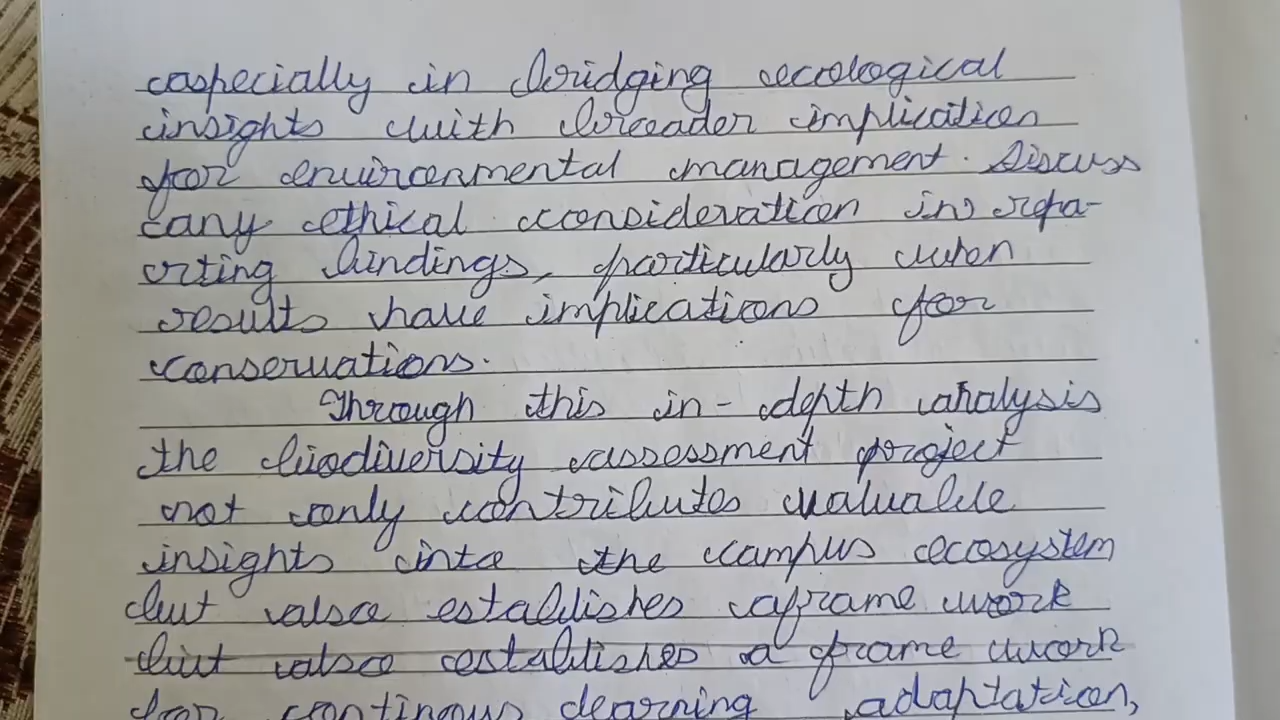 especially in bridging ecological
insights with broader implication
for environmental management. Discuss
any ethical consideration in repo-
rting findings, particularly when
results have implications for
conservations.
Through this in-depth analysis
the biodiversity assessment project
not only contributes valuable
insights into the campus ecosystem
but also establishes a frame work
but also establishes a frame work
for continous learning, adaptation,